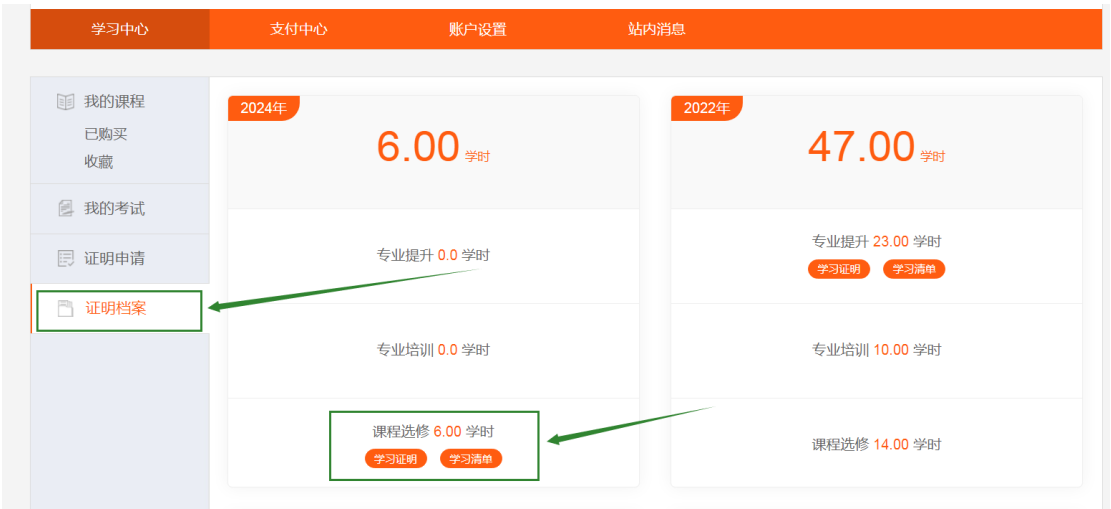 学习中心 支付中心 账户设置 站内消息
我的课程
已购买
收藏
我的考试
证明申请
证明档案
2024年
6.00 学时
专业提升 0.0 学时
专业培训 0.0 学时
课程选修 6.00 学时
学习证明 学习清单
2022年
47.00 学时
专业提升 23.00 学时
学习证明 学习清单
专业培训 10.00 学时
课程选修 14.00 学时